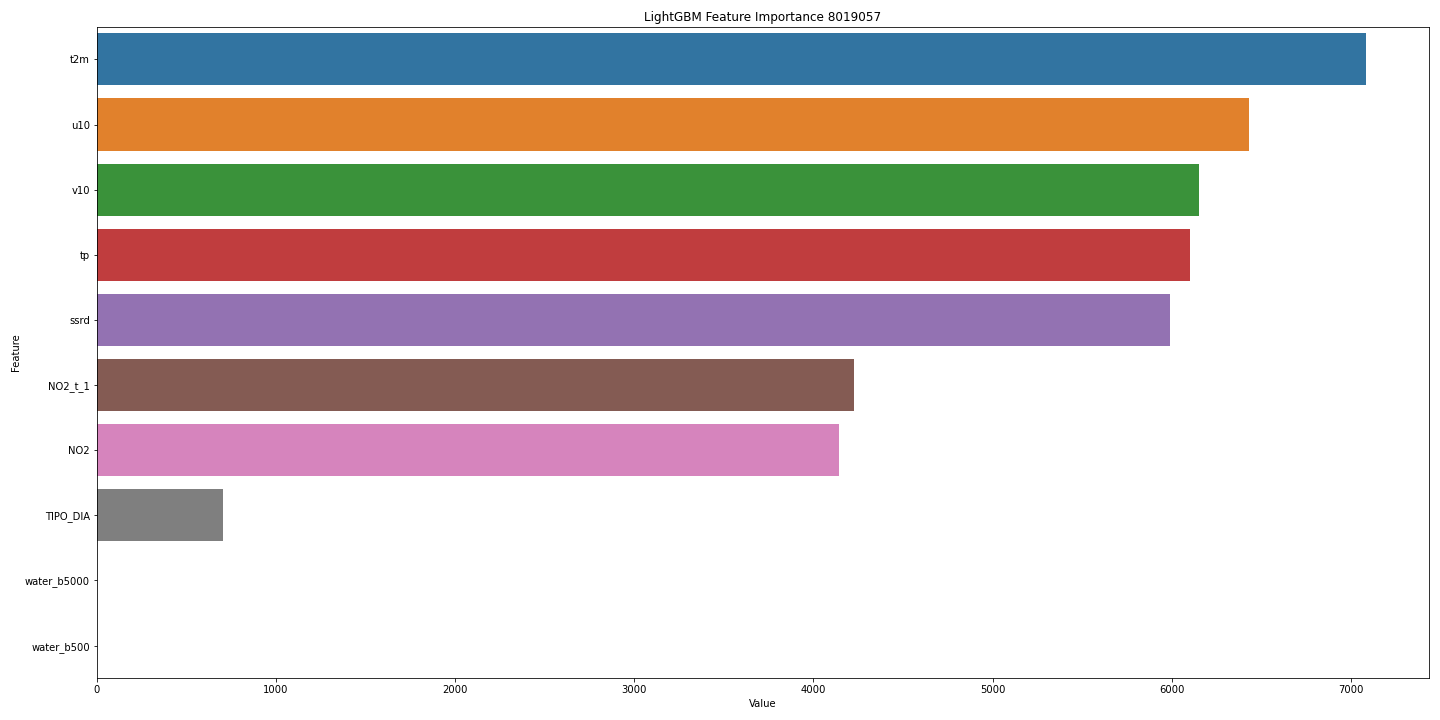 LightGBM Feature Importance 8019057
t2m
u10
v10
tp
ssrd
NO2_t_1
NO2
TIPO_DIA
water_b5000
water_b500
Feature
0 1000 2000 3000 4000 5000 6000 7000
Value